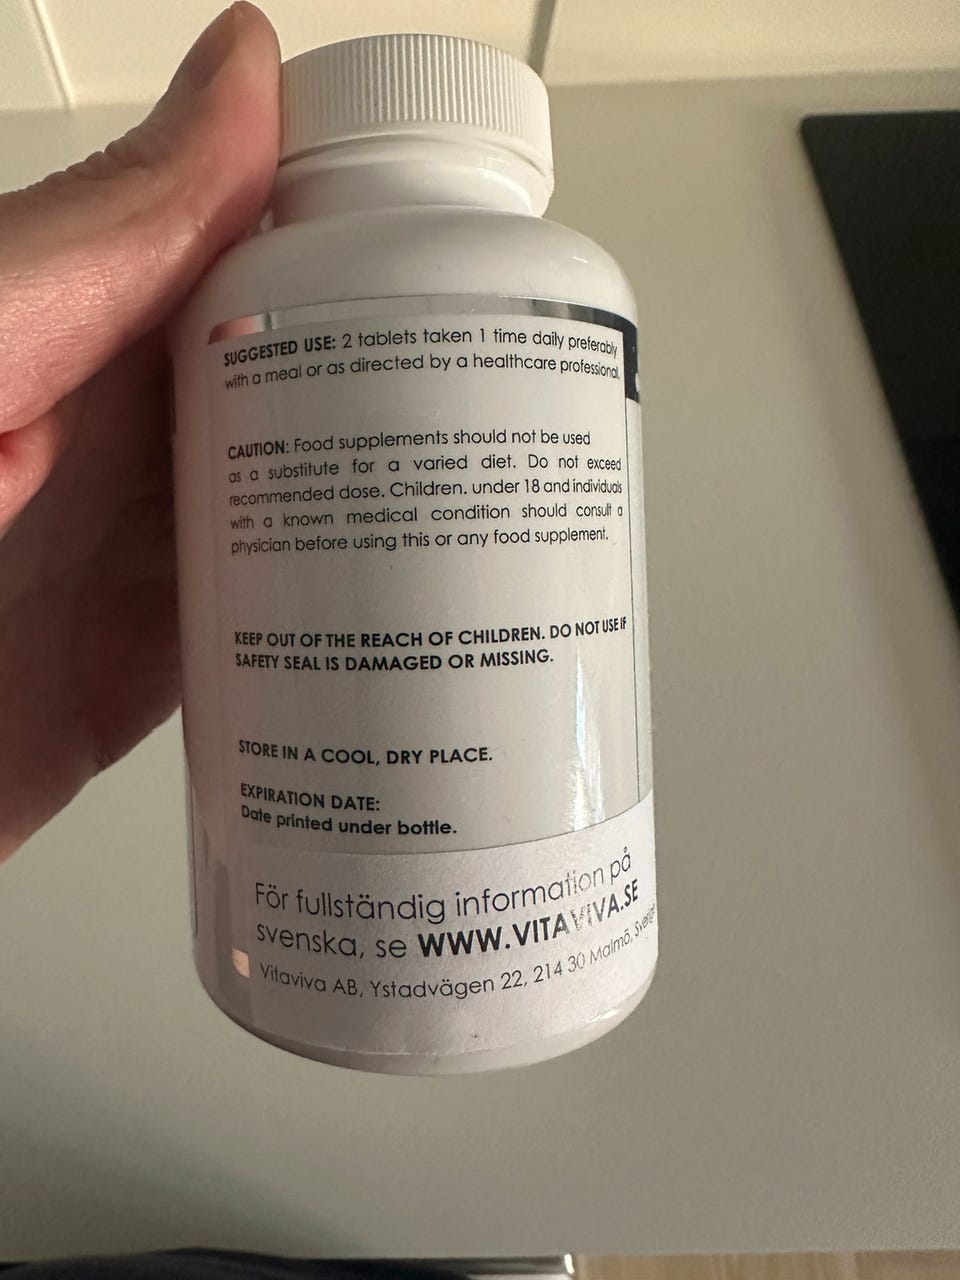 SUGGESTED USE: 2 tablets taken 1 time daily preferably
with a meal or as directed by a healthcare professional.
CAUTION: Food supplements should not be used
as a substitute for a varied diet. Do not exceed
recommended dose. Children. under 18 and individuals
with a known medical condition should consult a
physician before using this or any food supplement.
KEEP OUT OF THE REACH OF CHILDREN. DO NOT USE IF
SAFETY SEAL IS DAMAGED OR MISSING.
STORE IN A COOL, DRY PLACE.
EXPIRATION DATE:
Date printed under bottle.
För fullständig information på
svenska, se WWW.VITAVIVA.SE
Vitaviva AB, Ystadvägen 22, 214 30 Malmö, Sverige